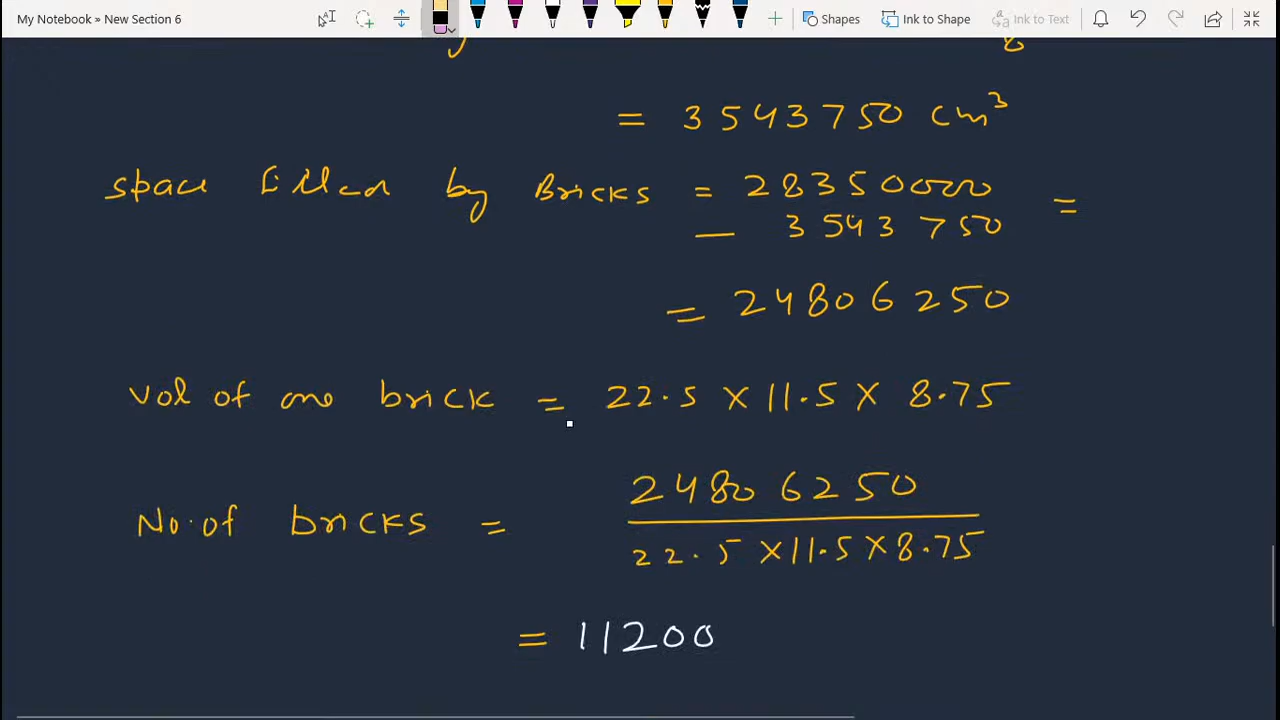 My Notebook » New Section 6
Shapes
Ink to Shape
Ink to Text
8
= 3543750 cm³
space filled by Bricks = 28350000 =
— 3543750
= 24806250
vol of one brick = 22.5 × 11.5 × 8.75
No. of bricks = 24806250
22.5 × 11.5 × 8.75
= 11200